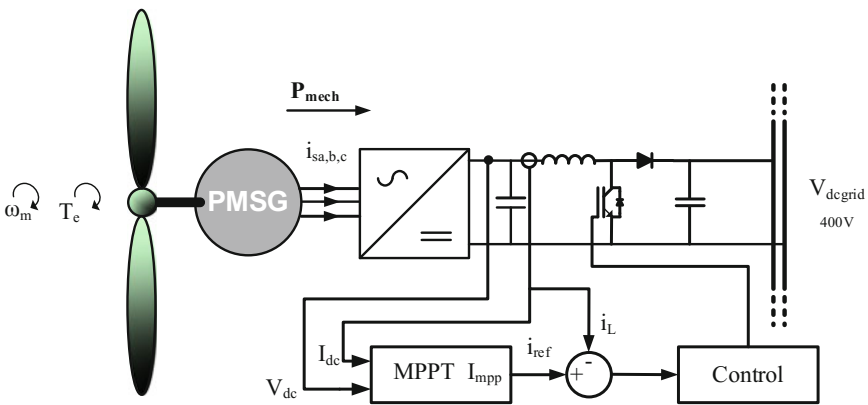 P_mech
i_sa,b,c
PMSG
ω_m T_e
V_dcgrid
400V
i_L
I_dc
i_ref
MPPT I_mpp
+ -
Control
V_dc